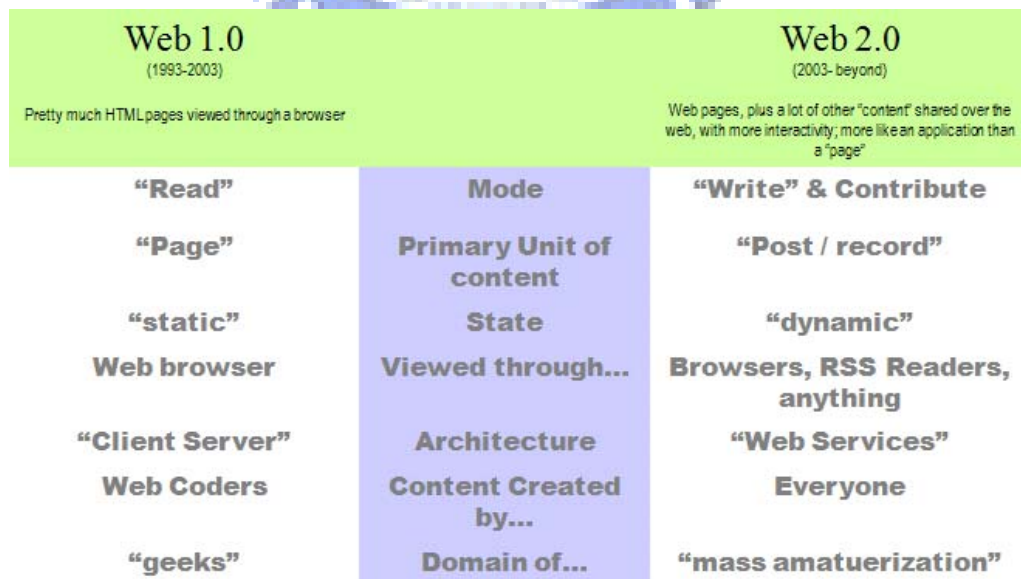 Web 1.0
(1993-2003)
Pretty much HTML pages viewed through a browser
Web 2.0
(2003- beyond)
Web pages, plus a lot of other "content" shared over the
web, with more interactivity; more like an application than
a "page"
“Read”
Mode
“Write” & Contribute
“Page”
Primary Unit of
content
“Post / record”
“static”
State
“dynamic”
Web browser
Viewed through...
Browsers, RSS Readers,
anything
“Client Server”
Architecture
“Web Services”
Web Coders
Content Created
by...
Everyone
“geeks”
Domain of...
“mass amatuerization”